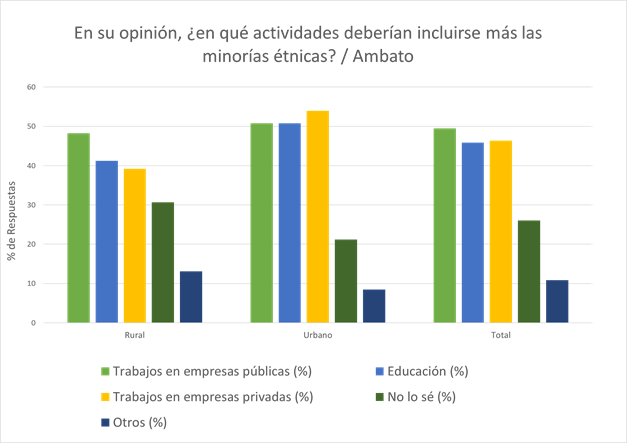 En su opinión, ¿en qué actividades deberían incluirse más las
minorías étnicas? / Ambato
60
50
40
30
20
10
0
% de Respuestas
Rural Urbano Total
Trabajos en empresas públicas (%) Educación (%)
Trabajos en empresas privadas (%) No lo sé (%)
Otros (%)